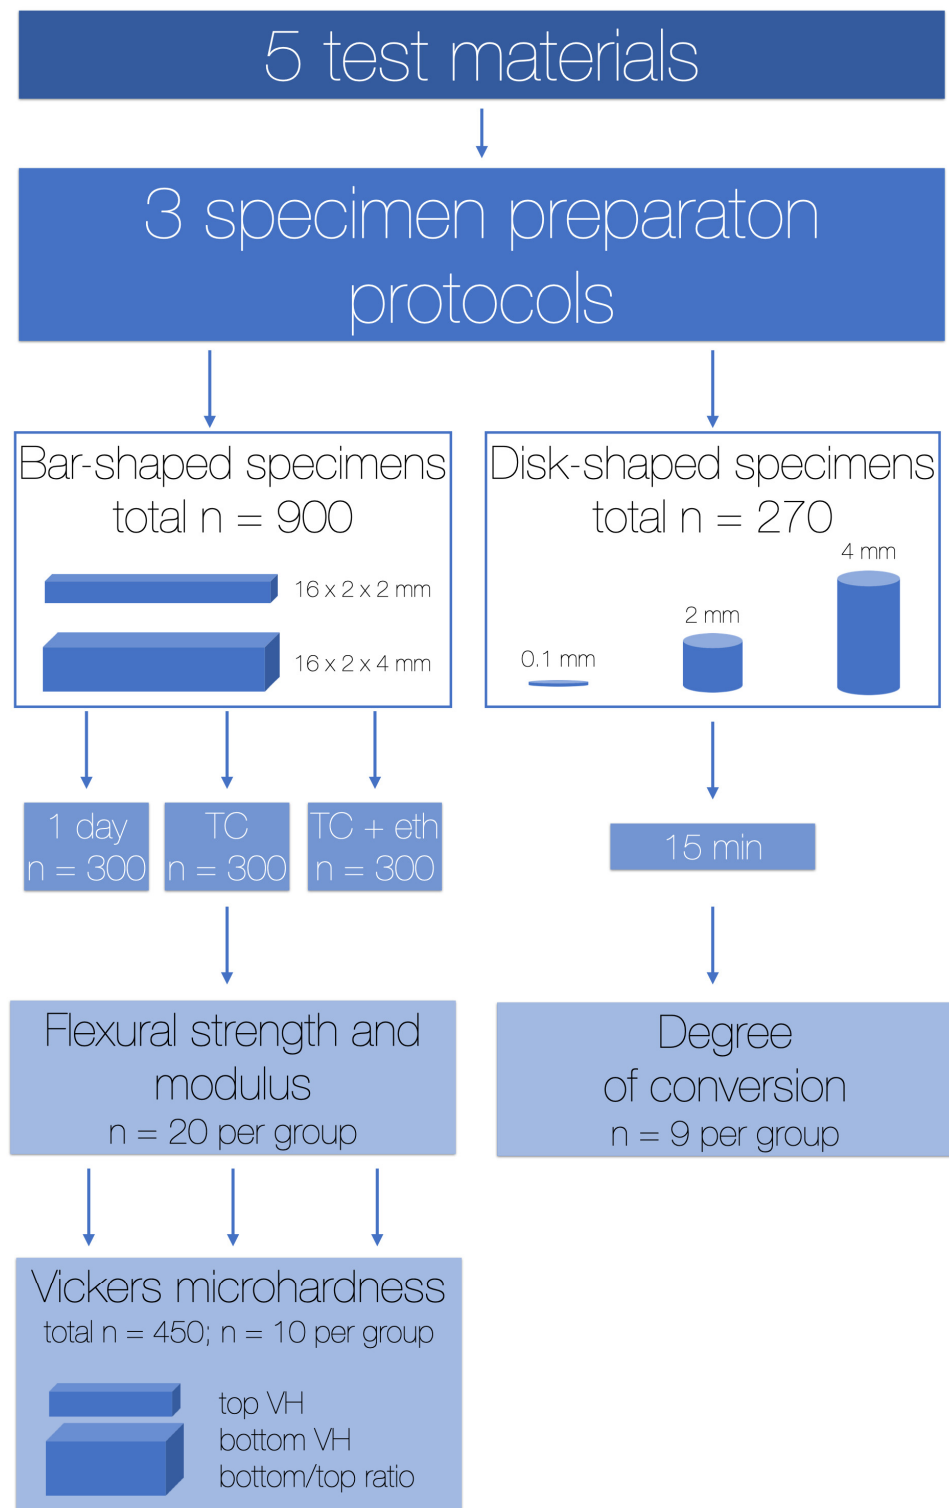 5 test materials
3 specimen preparaton
protocols
Bar-shaped specimens
total n = 900
16 x 2 x 2 mm
16 x 2 x 4 mm
Disk-shaped specimens
total n = 270
4 mm
2 mm
0.1 mm
1 day
n = 300
TC
n = 300
TC + eth
n = 300
15 min
Flexural strength and
modulus
n = 20 per group
Degree
of conversion
n = 9 per group
Vickers microhardness
total n = 450; n = 10 per group
top VH
bottom VH
bottom/top ratio